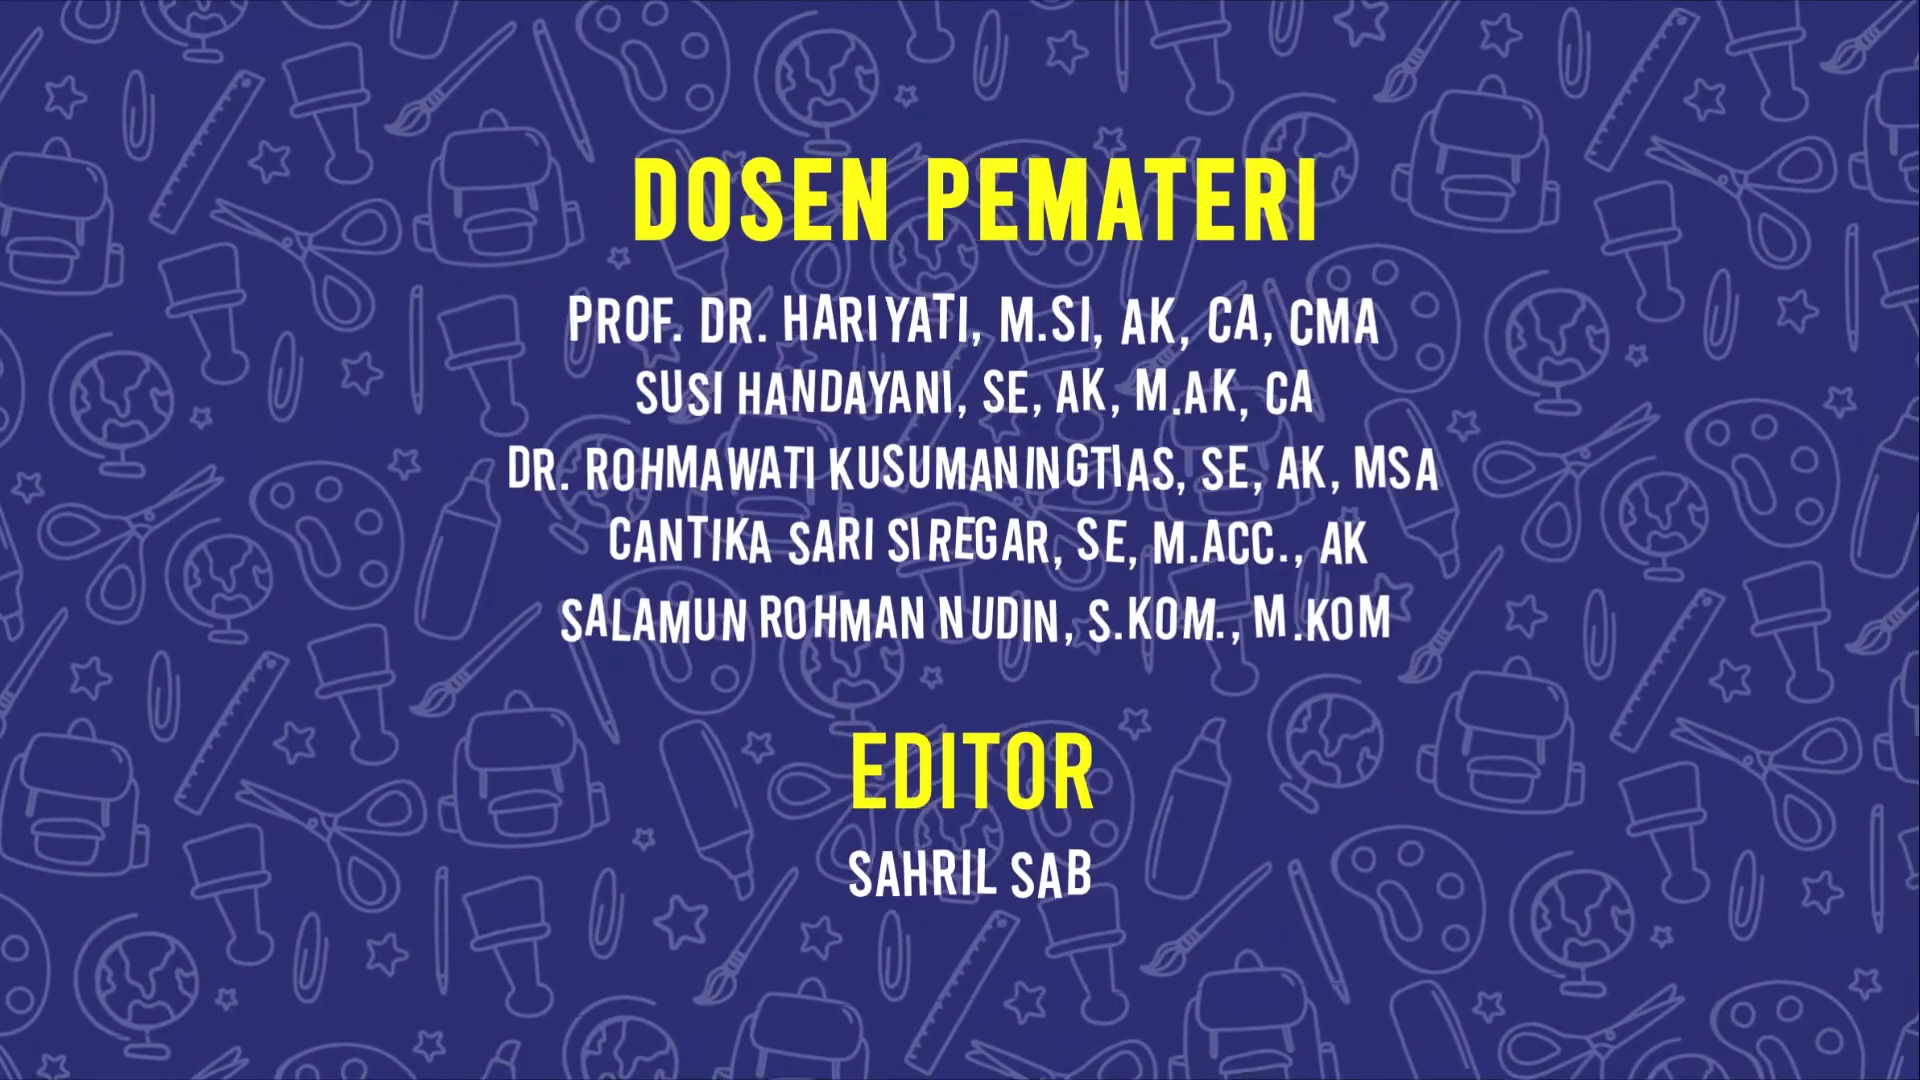 DOSEN PEMATERI
PROF. DR. HARIYATI, M.SI, AK, CA, CMA
SUSI HANDAYANI, SE, AK, M.AK, CA
DR. ROHMAWATI KUSUMANINGTIAS, SE, AK, MSA
CANTIKA SARI SIREGAR, SE, M.ACC., AK
SALAMUN ROHMAN NUDIN, S.KOM., M.KOM
EDITOR
SAHRIL SAB